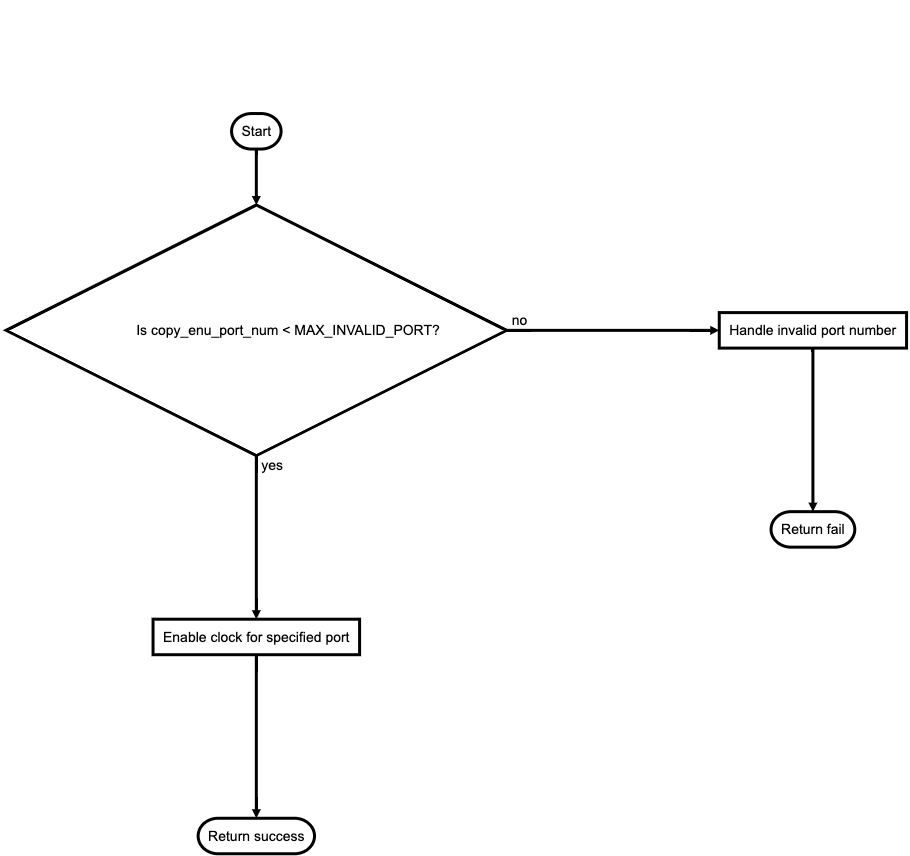 Start
Is copy_enu_port_num < MAX_INVALID_PORT?
no
Handle invalid port number
yes
Return fail
Enable clock for specified port
Return success